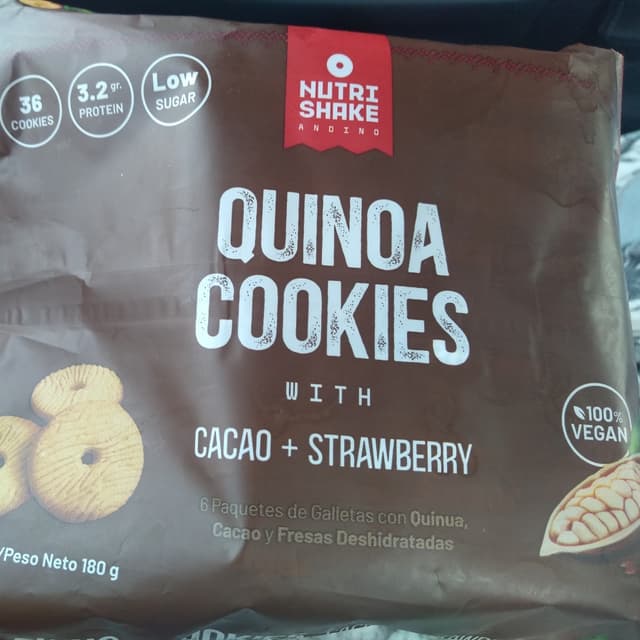 36
COOKIES
3.2 gr.
PROTEIN
Low
SUGAR
NUTRI
SHAKE
ANDINO
QUINOA
COOKIES
WITH
CACAO + STRAWBERRY
100%
VEGAN
6 Paquetes de Galletas con Quinua,
Cacao y Fresas Deshidratadas
/Peso Neto 180 g